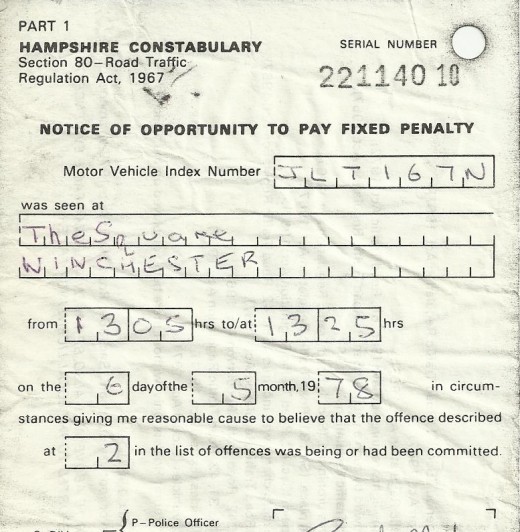 PART 1
HAMPSHIRE CONSTABULARY
Section 80–Road Traffic
Regulation Act, 1967
SERIAL NUMBER
221140 10
NOTICE OF OPPORTUNITY TO PAY FIXED PENALTY
Motor Vehicle Index Number JLT167N
was seen at
The Square
WINCHESTER
from 1305 hrs to/at 1325 hrs
on the 6 day of the 5 month, 19 78 in circum-
stances giving me reasonable cause to believe that the offence described
at 2 in the list of offences was being or had been committed.
P–Police Officer